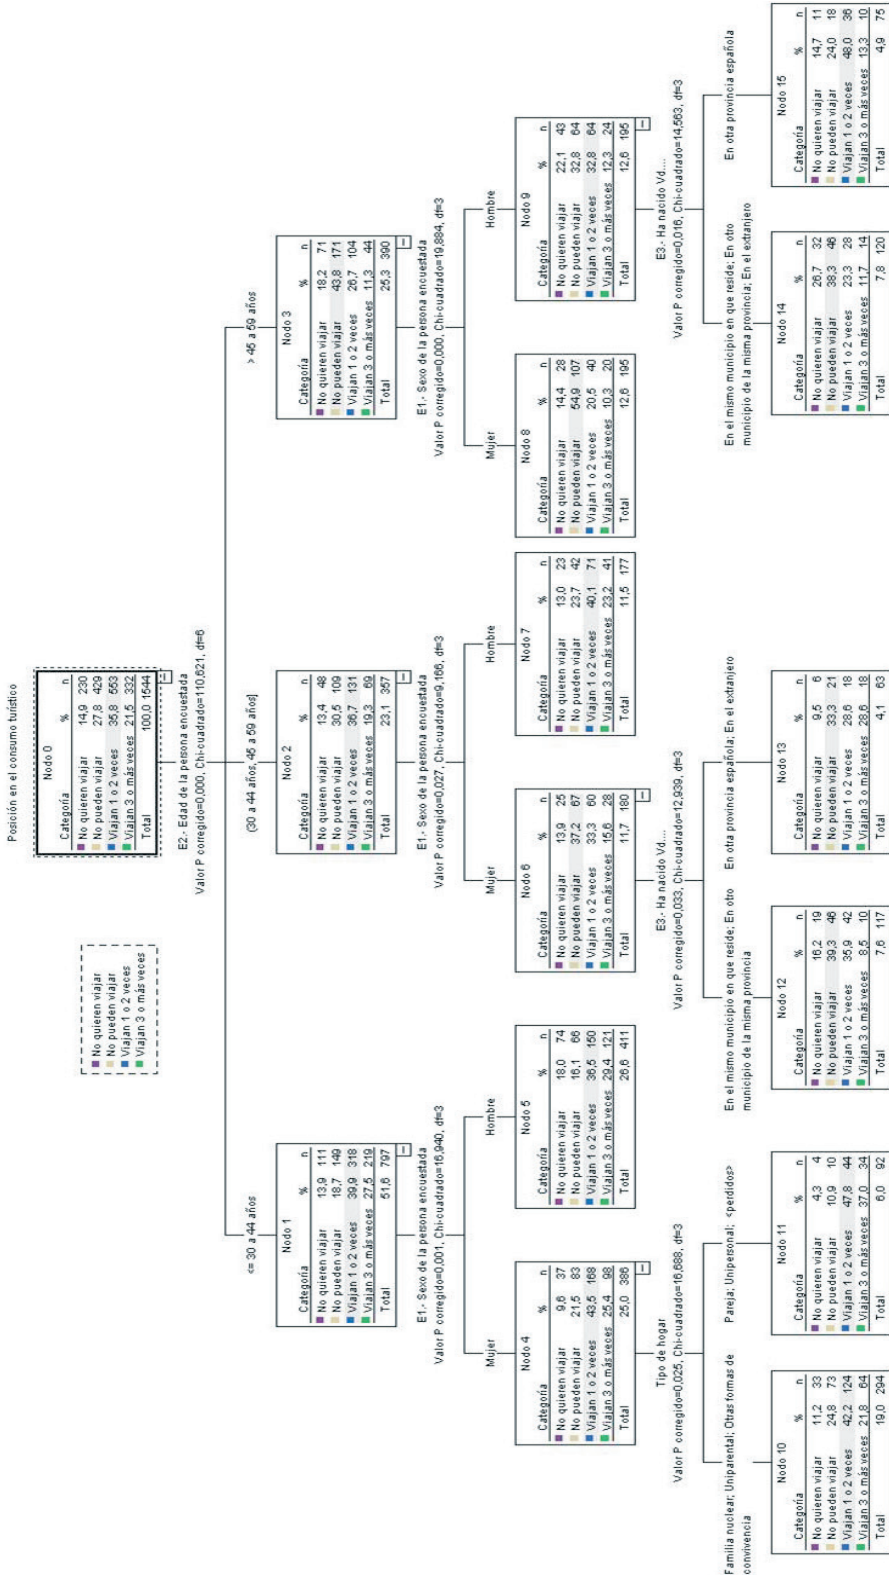 Posición en el consumo turístico
No quieren viajar
No pueden viajar
Viajan 1 o 2 veces
Viajan 3 o más veces
Nodo 0
Categoría % n
No quieren viajar 14,9 230
No pueden viajar 27,8 429
Viajan 1 o 2 veces 35,8 553
Viajan 3 o más veces 21,5 332
Total 100,0 1544
E2.- Edad de la persona encuestada
Valor P corregido=0,000, Chi-cuadrado=110,621, df=6
<= 30 a 44 años
(30 a 44 años, 45 a 59 años]
> 45 a 59 años
Nodo 1
Categoría % n
No quieren viajar 13,9 111
No pueden viajar 18,7 149
Viajan 1 o 2 veces 39,9 318
Viajan 3 o más veces 27,5 219
Total 51,6 797
E1.- Sexo de la persona encuestada
Valor P corregido=0,001, Chi-cuadrado=16,940, df=3
Nodo 2
Categoría % n
No quieren viajar 13,4 48
No pueden viajar 30,5 109
Viajan 1 o 2 veces 36,7 131
Viajan 3 o más veces 19,3 69
Total 23,1 357
E1.- Sexo de la persona encuestada
Valor P corregido=0,027, Chi-cuadrado=9,166, df=3
Nodo 3
Categoría % n
No quieren viajar 18,2 71
No pueden viajar 43,8 171
Viajan 1 o 2 veces 26,7 104
Viajan 3 o más veces 11,3 44
Total 25,3 390
E1.- Sexo de la persona encuestada
Valor P corregido=0,000, Chi-cuadrado=19,884, df=3
Mujer
Hombre
Mujer
Hombre
Mujer
Hombre
Nodo 4
Categoría % n
No quieren viajar 9,6 37
No pueden viajar 21,5 83
Viajan 1 o 2 veces 43,5 168
Viajan 3 o más veces 25,4 98
Total 25,0 386
Tipo de hogar
Valor P corregido=0,025, Chi-cuadrado=16,688, df=3
Nodo 5
Categoría % n
No quieren viajar 18,0 74
No pueden viajar 16,1 66
Viajan 1 o 2 veces 36,5 150
Viajan 3 o más veces 29,4 121
Total 26,6 411
Nodo 6
Categoría % n
No quieren viajar 13,9 25
No pueden viajar 37,2 67
Viajan 1 o 2 veces 33,3 60
Viajan 3 o más veces 15,6 28
Total 11,7 180
E3.- Ha nacido Vd....
Valor P corregido=0,033, Chi-cuadrado=12,939, df=3
Nodo 7
Categoría % n
No quieren viajar 13,0 23
No pueden viajar 23,7 42
Viajan 1 o 2 veces 40,1 71
Viajan 3 o más veces 23,2 41
Total 11,5 177
Nodo 8
Categoría % n
No quieren viajar 14,4 28
No pueden viajar 54,9 107
Viajan 1 o 2 veces 20,5 40
Viajan 3 o más veces 10,3 20
Total 12,6 195
Nodo 9
Categoría % n
No quieren viajar 22,1 43
No pueden viajar 32,8 64
Viajan 1 o 2 veces 32,8 64
Viajan 3 o más veces 12,3 24
Total 12,6 195
E3.- Ha nacido Vd....
Valor P corregido=0,016, Chi-cuadrado=14,563, df=3
Familia nuclear; Uniparental; Otras formas de
convivencia
Pareja; Unipersonal; <perdidos>
En el mismo municipio en que reside; En otro
municipio de la misma provincia
En otra provincia española; En el extranjero
En el mismo municipio en que reside; En otro
municipio de la misma provincia; En el extranjero
En otra provincia española
Nodo 10
Categoría % n
No quieren viajar 11,2 33
No pueden viajar 24,8 73
Viajan 1 o 2 veces 42,2 124
Viajan 3 o más veces 21,8 64
Total 19,0 294
Nodo 11
Categoría % n
No quieren viajar 4,3 4
No pueden viajar 10,9 10
Viajan 1 o 2 veces 47,8 44
Viajan 3 o más veces 37,0 34
Total 6,0 92
Nodo 12
Categoría % n
No quieren viajar 16,2 19
No pueden viajar 39,3 46
Viajan 1 o 2 veces 35,9 42
Viajan 3 o más veces 8,5 10
Total 7,6 117
Nodo 13
Categoría % n
No quieren viajar 9,5 6
No pueden viajar 33,3 21
Viajan 1 o 2 veces 28,6 18
Viajan 3 o más veces 28,6 18
Total 4,1 63
Nodo 14
Categoría % n
No quieren viajar 26,7 32
No pueden viajar 38,3 46
Viajan 1 o 2 veces 23,3 28
Viajan 3 o más veces 11,7 14
Total 7,8 120
Nodo 15
Categoría % n
No quieren viajar 14,7 11
No pueden viajar 24,0 18
Viajan 1 o 2 veces 48,0 36
Viajan 3 o más veces 13,3 10
Total 4,9 75